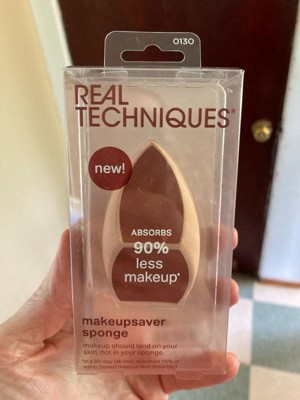 0130
REAL
TECHNIQUES®
new!
ABSORBS
90%
less
makeup*
makeupsaver
sponge
makeup should land on your
skin, not in your sponge.